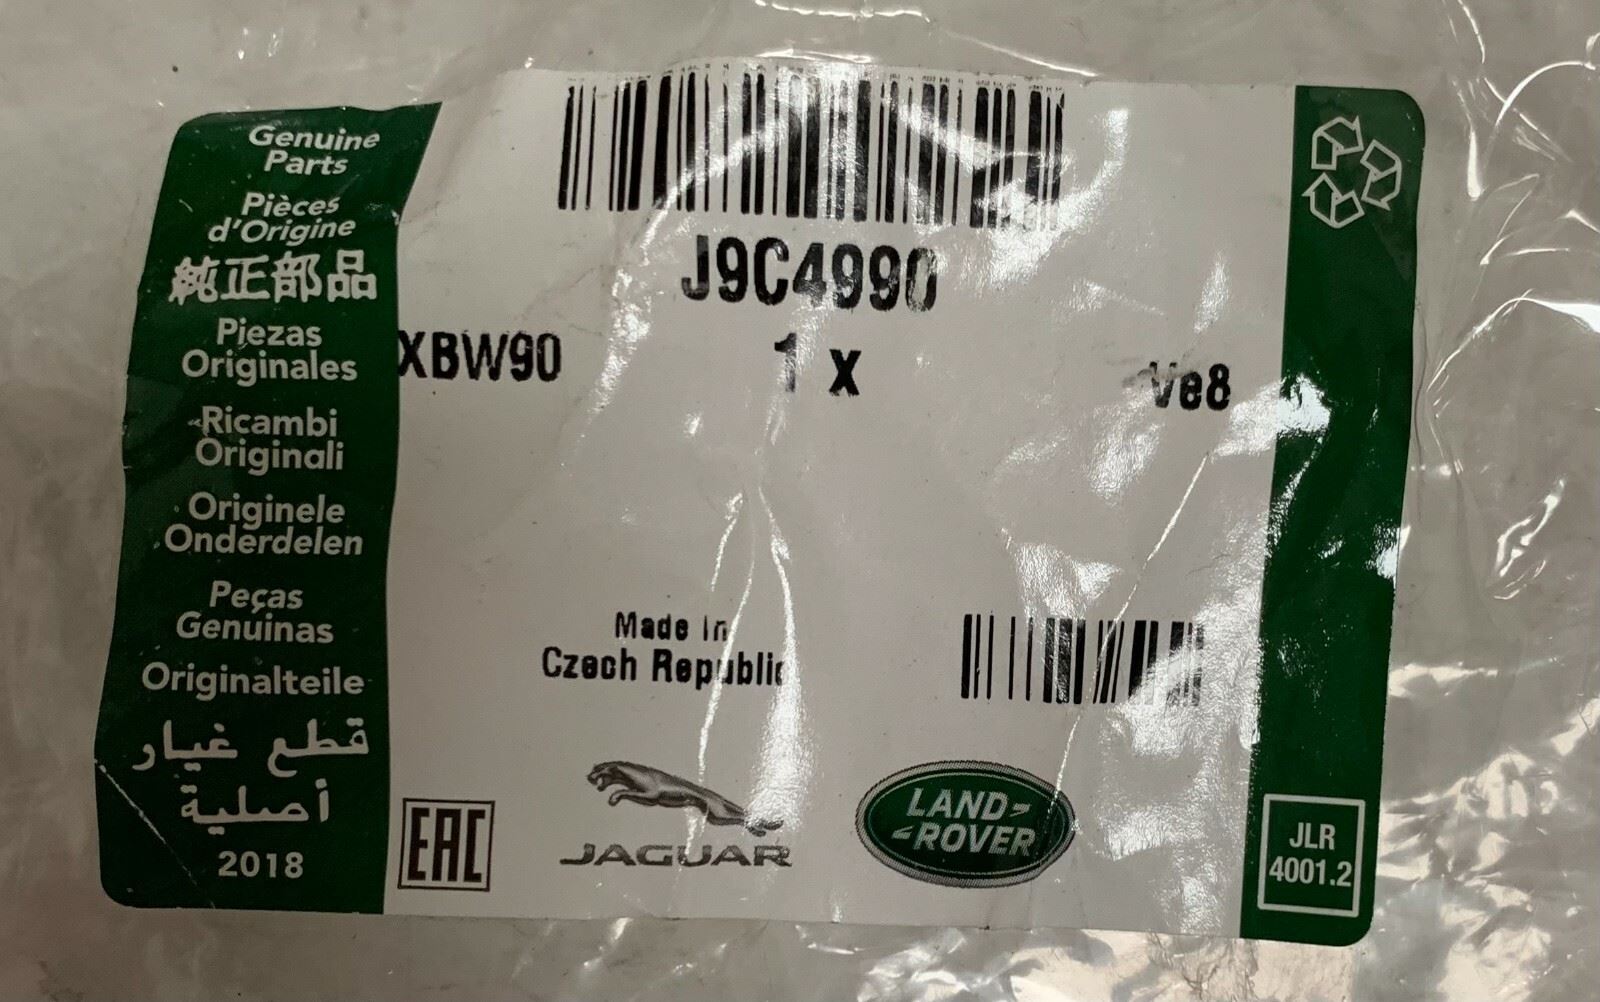 Genuine
Parts
Pièces
d'Origine
純正部品
Piezas
Originales
Ricambi
Originali
Originele
Onderdelen
Peças
Genuinas
Originalteile
قطع غيار
أصلية
2018
J9C4990
XBW90 1 x Ve8
Made In
Czech Republic
EAC
JAGUAR
LAND
ROVER
JLR
4001.2